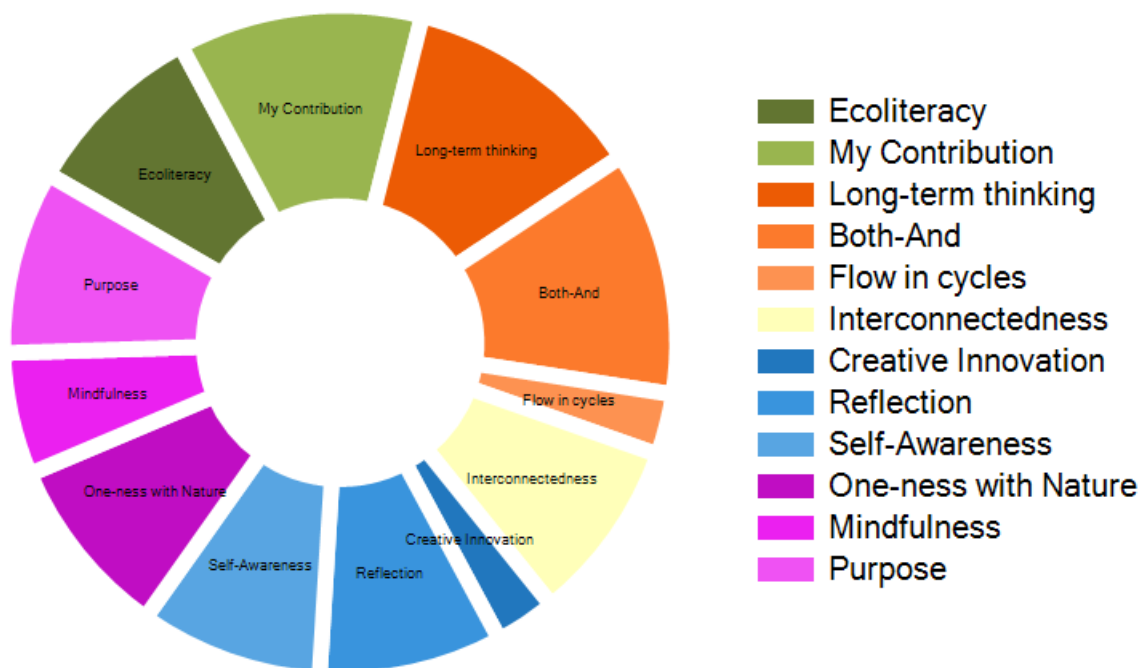 My Contribution
Long-term thinking
Ecoliteracy
Purpose
Both-And
Mindfulness
Flow in cycles
One-ness with Nature
Interconnectedness
Creative Innovation
Self-Awareness
Reflection
Ecoliteracy
My Contribution
Long-term thinking
Both-And
Flow in cycles
Interconnectedness
Creative Innovation
Reflection
Self-Awareness
One-ness with Nature
Mindfulness
Purpose